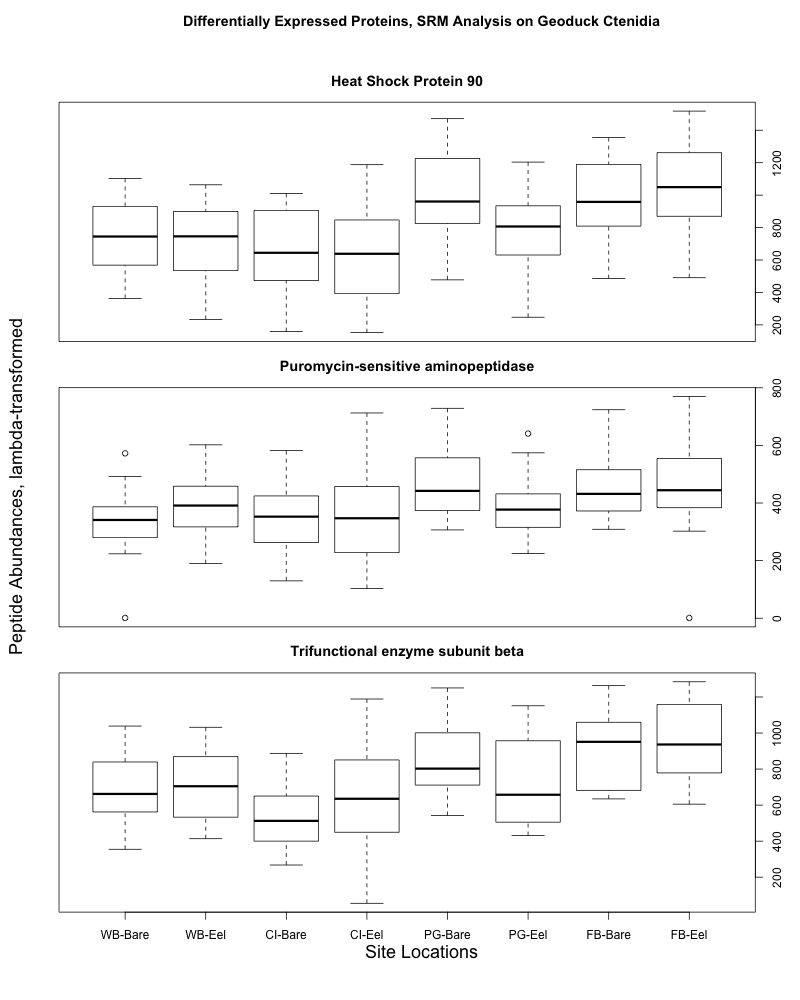 Differentially Expressed Proteins, SRM Analysis on Geoduck Ctenidia
Heat Shock Protein 90
1200
800
600
400
200
Puromycin-sensitive aminopeptidase
800
600
400
200
0
Trifunctional enzyme subunit beta
1000
800
600
400
200
Peptide Abundances, lambda-transformed
WB-Bare WB-Eel CI-Bare CI-Eel PG-Bare PG-Eel FB-Bare FB-Eel
Site Locations